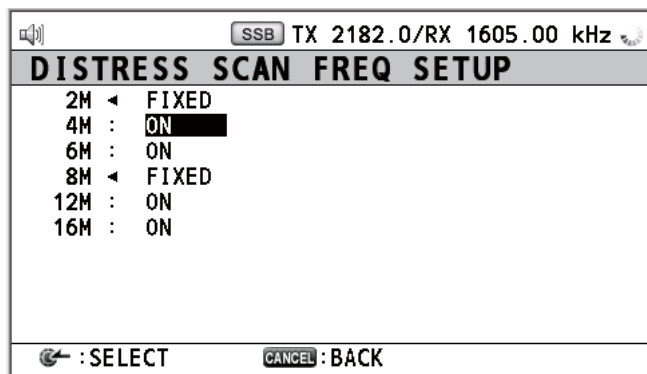 SSB TX 2182.0/RX 1605.00 kHz
DISTRESS SCAN FREQ SETUP
2M ◄ FIXED
4M : ON
6M : ON
8M ◄ FIXED
12M : ON
16M : ON
: SELECT CANCEL : BACK